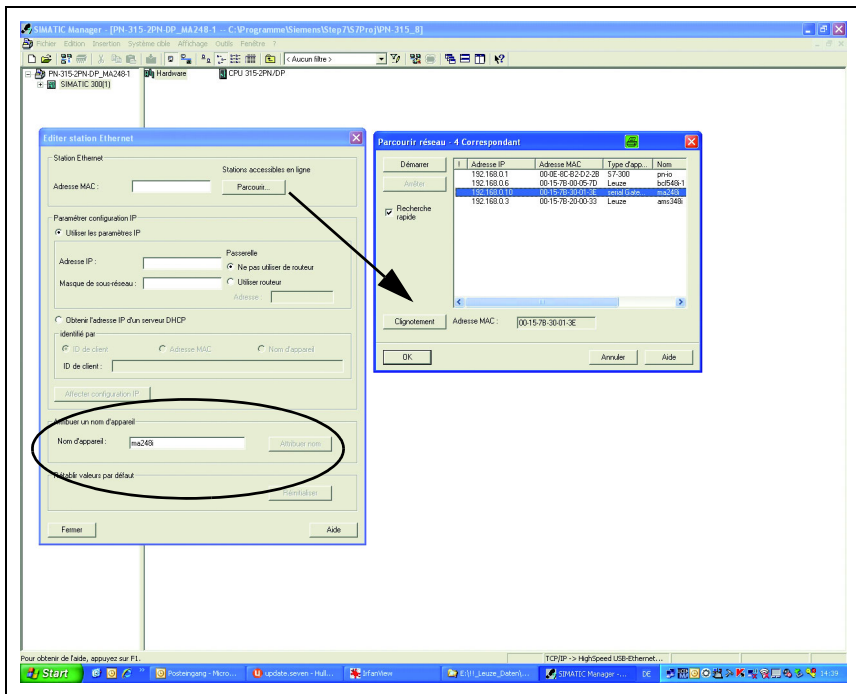 SIMATIC Manager - [PN-315-2PN-DP_MA248-1 -- C:\Programme\Siemens\Step7\S7Proj\PN-315_8]
Fichier Edition Insertion Système cible Affichage Outils Fenêtre ?
< Aucun filtre >
PN-315-2PN-DP_MA248-1
SIMATIC 300(1)
Hardware
CPU 315-2PN/DP
Editer station Ethernet
Station Ethernet
Stations accessibles en ligne
Adresse MAC :
Parcourir...
Paramétrer configuration IP
Utiliser les paramètres IP
Passerelle
Adresse IP :
Ne pas utiliser de routeur
Masque de sous-réseau :
Utiliser routeur
Adresse :
Obtenir l'adresse IP d'un serveur DHCP
identifié par
ID de client
Adresse MAC
Nom d'appareil
ID de client :
Affecter configuration IP
Attribuer un nom d'appareil
Nom d'appareil :
ma248i
Attribuer nom
Rétablir valeurs par défaut
Réinitialiser
Fermer
Aide
Parcourir réseau - 4 Correspondant
Démarrer
Arrêter
Recherche rapide
! Adresse IP Adresse MAC Type d'app... Nom
192.168.0.1 00-0E-8C-B2-D2-2B S7-300 pn-io
192.168.0.6 00-15-7B-00-05-7D Leuze bcl548i-1
192.168.0.10 00-15-7B-30-01-3E serial Gate... ma248i
192.168.0.3 00-15-7B-20-00-33 Leuze ams348i
Clignotement
Adresse MAC :
00-15-7B-30-01-3E
OK
Annuler
Aide
Pour obtenir de l'aide, appuyez sur F1.
TCP/IP -> HighSpeed USB-Ethernet...
Start
Posteingang - Micro...
update.seven - Hull...
IrfanView
E:\!!_Leuze_Daten\...
SIMATIC Manager -...
DE
14:39